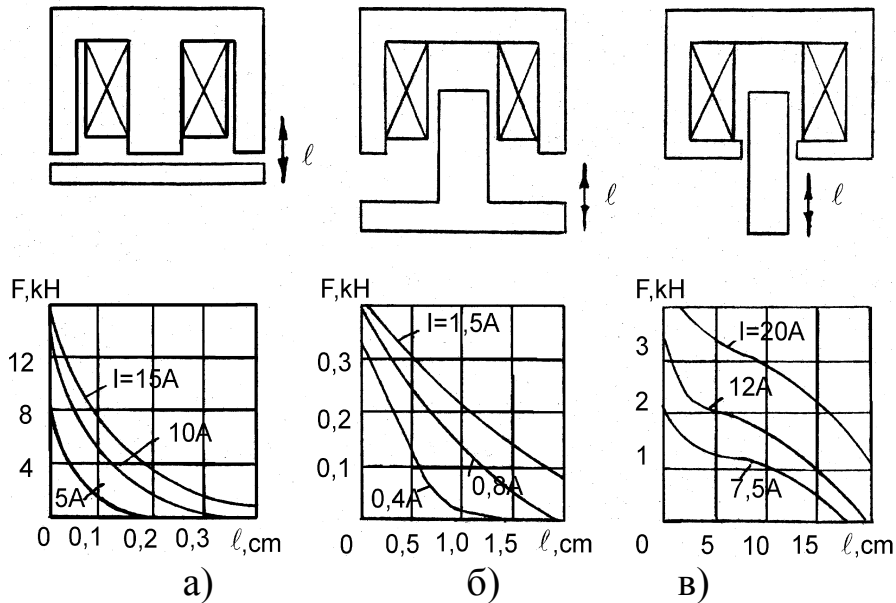 ℓ
ℓ
ℓ
F,kH
12
8
4
0
I=15A
10A
5A
0,1
0,2
0,3
ℓ,cm
а)
F,kH
0,3
0,2
0,1
0
I=1,5A
0,8A
0,4A
0,5
1,0
1,5
ℓ,cm
б)
F,kH
3
2
1
0
I=20A
12A
7,5A
5
10
15
ℓ,cm
в)